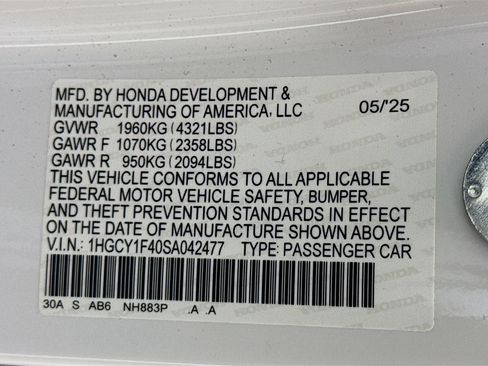 MFD. BY HONDA DEVELOPMENT &
MANUFACTURING OF AMERICA, LLC 05/'25
GVWR 1960KG(4321LBS)
GAWR F 1070KG(2358LBS)
GAWR R 950KG(2094LBS)
THIS VEHICLE CONFORMS TO ALL APPLICABLE
FEDERAL MOTOR VEHICLE SAFETY, BUMPER,
AND THEFT PREVENTION STANDARDS IN EFFECT
ON THE DATE OF MANUFACTURE SHOWN ABOVE.
V.I.N.: 1HGCY1F40SA042477 TYPE: PASSENGER CAR
30A S AB6 NH883P .A .A